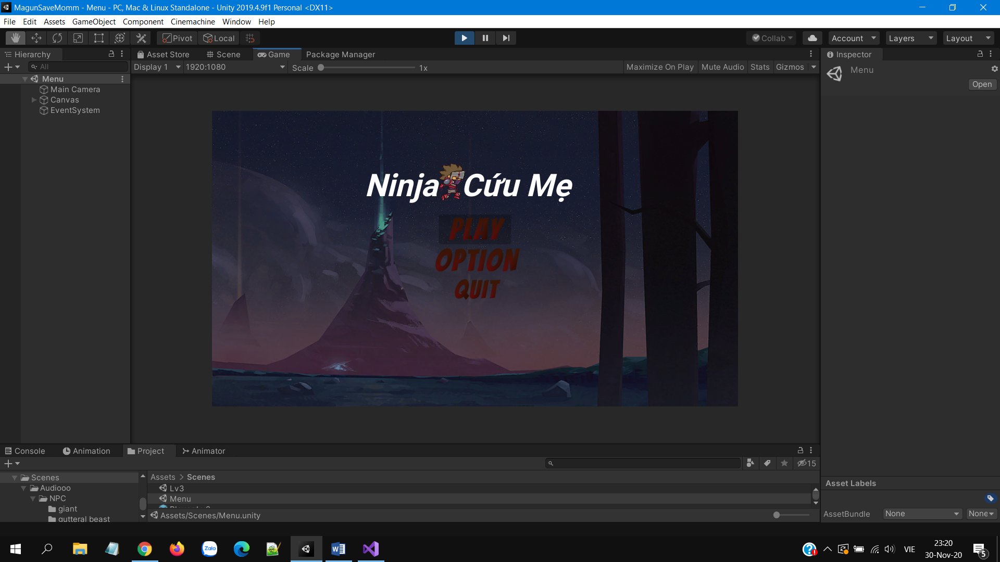 MagunSaveMomm - Menu - PC, Mac & Linux Standalone - Unity 2019.4.9f1 Personal <DX11>
File Edit Assets GameObject Component Cinemachine Window Help
Pivot Local Collab Account Layers Layout
Hierarchy Asset Store Scene Game Package Manager Inspector
All Display 1 1920:1080 Scale 1x Maximize On Play Mute Audio Stats Gizmos
Menu
Open
Menu
Main Camera
Canvas
EventSystem
Ninja Cứu Mẹ
PLAY
OPTION
QUIT
Console Animation Project Animator
15
Scenes
Audiooo
NPC
giant
gutteral beast
Assets > Scenes
Lv3
Menu
Assets/Scenes/Menu.unity
Asset Labels
AssetBundle None None
Zalo
VIE
23:20
30-Nov-20
5